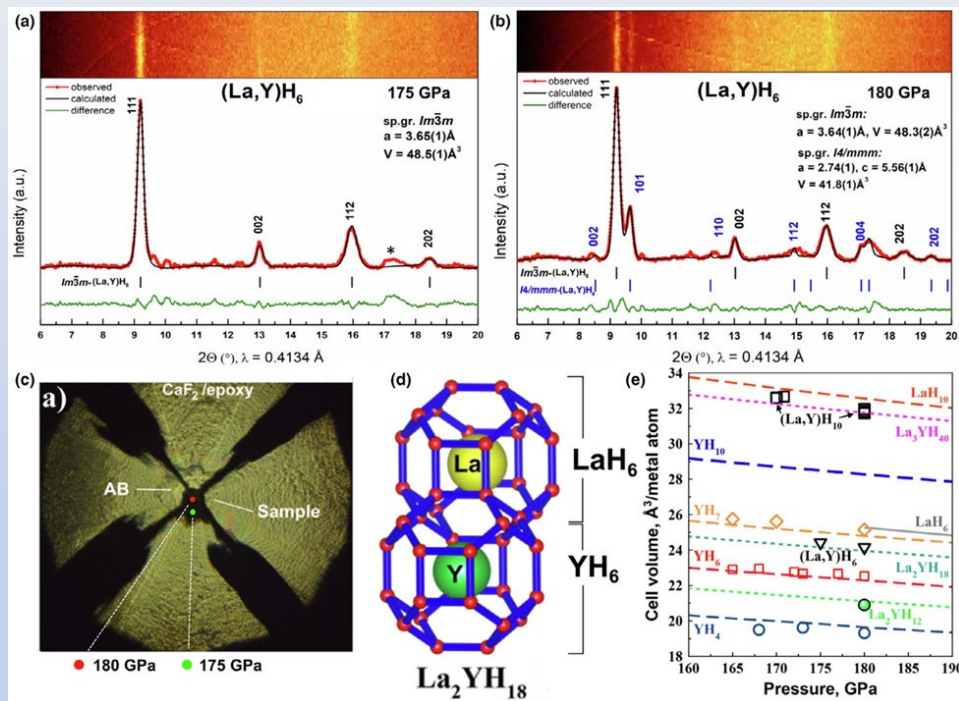 (a)
observed
calculated
difference
(La,Y)H₆
175 GPa
sp.gr. Im3̄m
a = 3.65(1)Å
V = 48.5(1)Å³
111
002
112
*
202
Im3̄m-(La,Y)H₆
Intensity (a.u.)
6 7 8 9 10 11 12 13 14 15 16 17 18 19 20
2Θ (°), λ = 0.4134 Å
(b)
observed
calculated
difference
(La,Y)H₆
180 GPa
sp.gr. Im3̄m:
a = 3.64(1)Å, V = 48.3(2)Å³
sp.gr. I4/mmm:
a = 2.74(1), c = 5.56(1)Å
V = 41.8(1)Å³
002
111
101
110
002
112
112
004
202
202
Im3̄m-(La,Y)H₆
I4/mmm-(La,Y)H₄
Intensity (a.u.)
6 7 8 9 10 11 12 13 14 15 16 17 18 19 20
2Θ (°), λ = 0.4134 Å
(c)
a)
CaF₂/epoxy
AB
Sample
180 GPa
175 GPa
(d)
La
Y
LaH₆
YH₆
La₂YH₁₈
(e)
Cell volume, Å³/metal atom
34
32
30
28
26
24
22
20
18
LaH₁₀
(La,Y)H₁₀
La₃YH₄₀
YH₁₀
YH₇
LaH₆
(La,Y)H₆
La₂YH₁₈
YH₆
La₂YH₁₂
YH₄
160 165 170 175 180 185 190
Pressure, GPa